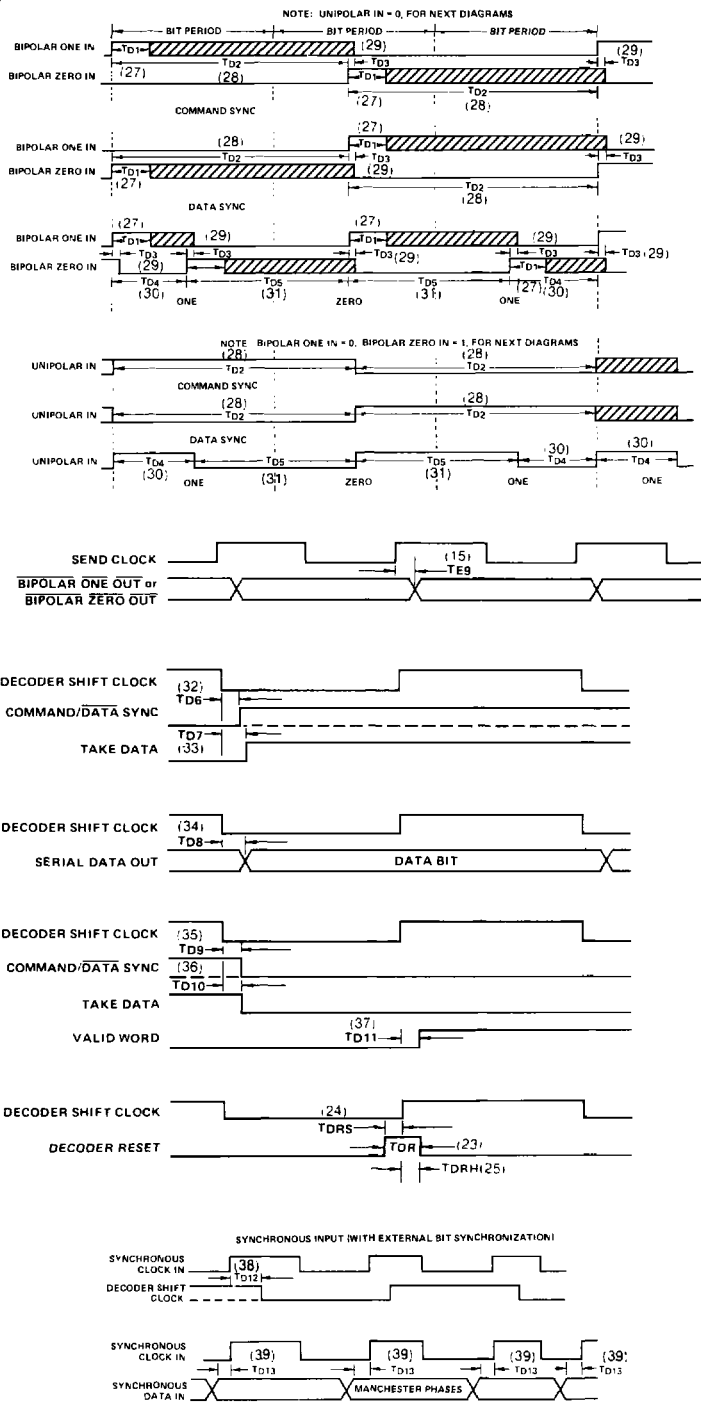 NOTE: UNIPOLAR IN = 0, FOR NEXT DIAGRAMS
BIT PERIOD BIT PERIOD BIT PERIOD
BIPOLAR ONE IN TD1 (29) (29)
TD2 TD3 TD3
BIPOLAR ZERO IN (27) (28) TD1
TD2
(27) (28)
COMMAND SYNC
(27)
BIPOLAR ONE IN (28) TD1 (29)
TD2 TD3 TD3
BIPOLAR ZERO IN TD1 (29)
(27) TD2
(28)
DATA SYNC
(27) (27)
BIPOLAR ONE IN TD1 (29) TD1 (29)
TD3 TD3 TD3 (29) TD3 TD3 (29)
BIPOLAR ZERO IN (29) TD1
TD4 TD5 TD5 (27) TD4
(30) (31) (31) (30)
ONE ZERO ONE
NOTE BIPOLAR ONE IN = 0, BIPOLAR ZERO IN = 1, FOR NEXT DIAGRAMS
(28) (28)
UNIPOLAR IN TD2 TD2
COMMAND SYNC
(28) (28)
UNIPOLAR IN TD2 TD2
DATA SYNC
(30) (30)
UNIPOLAR IN TD4 TD5 TD5 TD4 TD4
(30) (31) (31)
ONE ZERO ONE ONE
SEND CLOCK (15)
TE9
BIPOLAR ONE OUT or
BIPOLAR ZERO OUT
DECODER SHIFT CLOCK (32)
TD6
COMMAND/DATA SYNC
TD7
TAKE DATA (33)
DECODER SHIFT CLOCK (34)
TD8
SERIAL DATA OUT DATA BIT
DECODER SHIFT CLOCK (35)
TD9
COMMAND/DATA SYNC (36)
TD10
TAKE DATA
(37)
VALID WORD TD11
DECODER SHIFT CLOCK (24)
TDRS
DECODER RESET TDR (23)
TDRH(25)
SYNCHRONOUS INPUT (WITH EXTERNAL BIT SYNCHRONIZATION)
SYNCHRONOUS
CLOCK IN (38)
TD12
DECODER SHIFT
CLOCK
SYNCHRONOUS
CLOCK IN (39) (39) (39) (39)
TD13 TD13 TD13 TD13
SYNCHRONOUS
DATA IN MANCHESTER PHASES